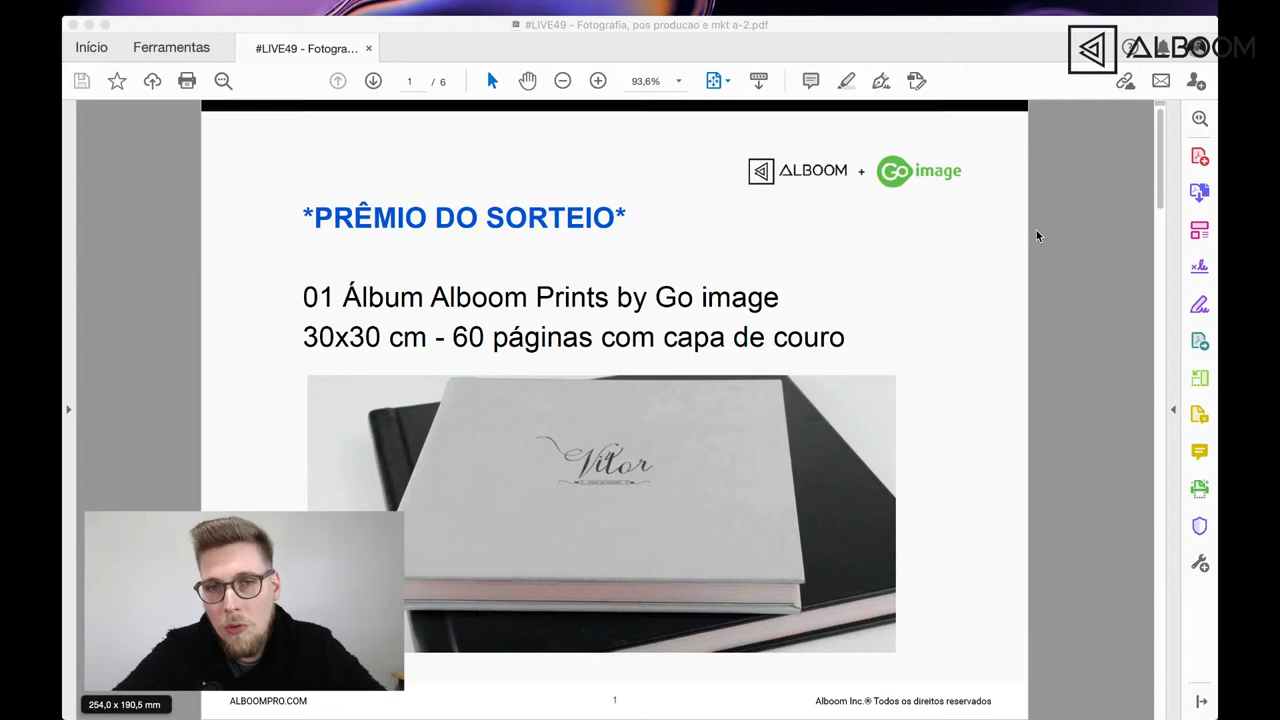 #LIVE49 - Fotografia, pos producao e mkt a-2.pdf
Início
Ferramentas
#LIVE49 - Fotogra...
ALBOOM
1 / 6
93,6%
ALBOOM + Go image
*PRÊMIO DO SORTEIO*
01 Álbum Alboom Prints by Go image
30x30 cm - 60 páginas com capa de couro
Vitor
254,0 x 190,5 mm
ALBOOMPRO.COM
1
Alboom Inc.® Todos os direitos reservados